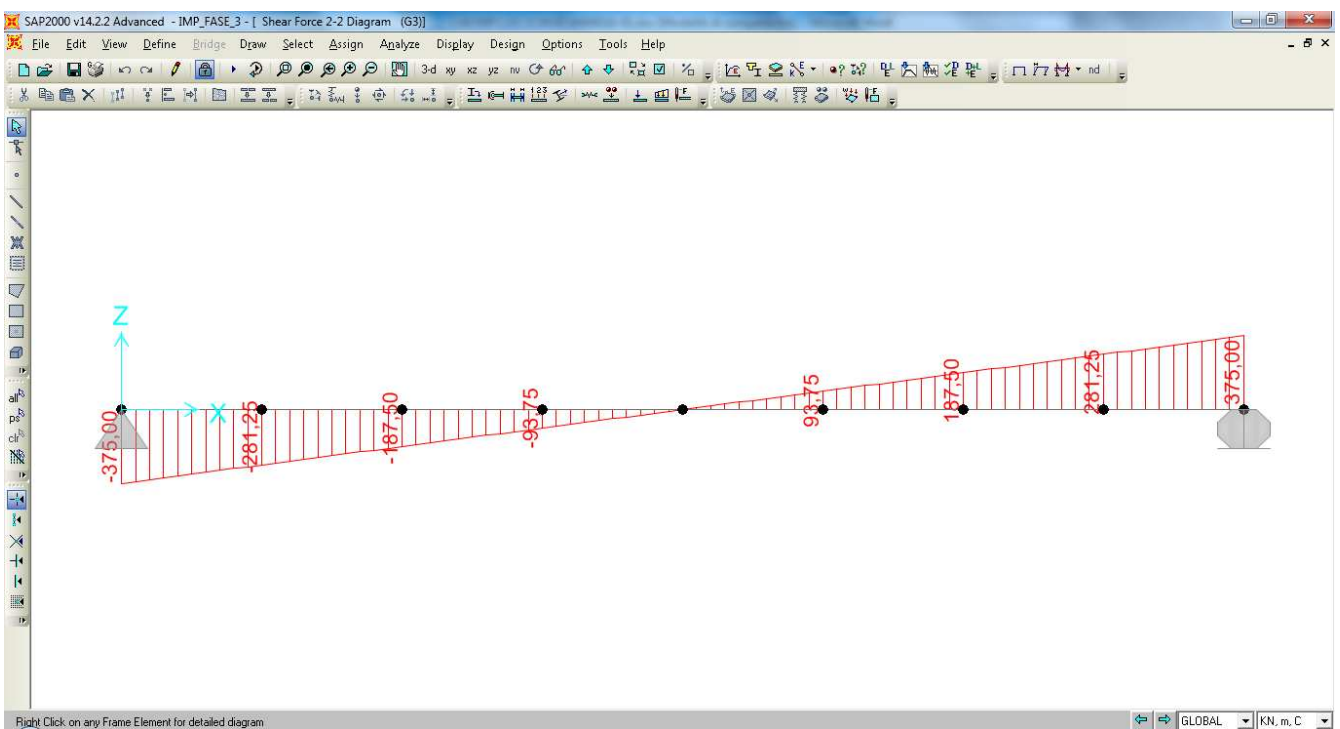 SAP2000 v14.2.2 Advanced - IMP_FASE_3 - [ Shear Force 2-2 Diagram (G3)]
File Edit View Define Bridge Draw Select Assign Analyze Display Design Options Tools Help
3-d xy xz yz nv
nd
all
ps
clr
Z
X
-375,00
-281,25
-187,50
-93,75
93,75
187,50
281,25
375,00
Right Click on any Frame Element for detailed diagram
GLOBAL
KN, m, C